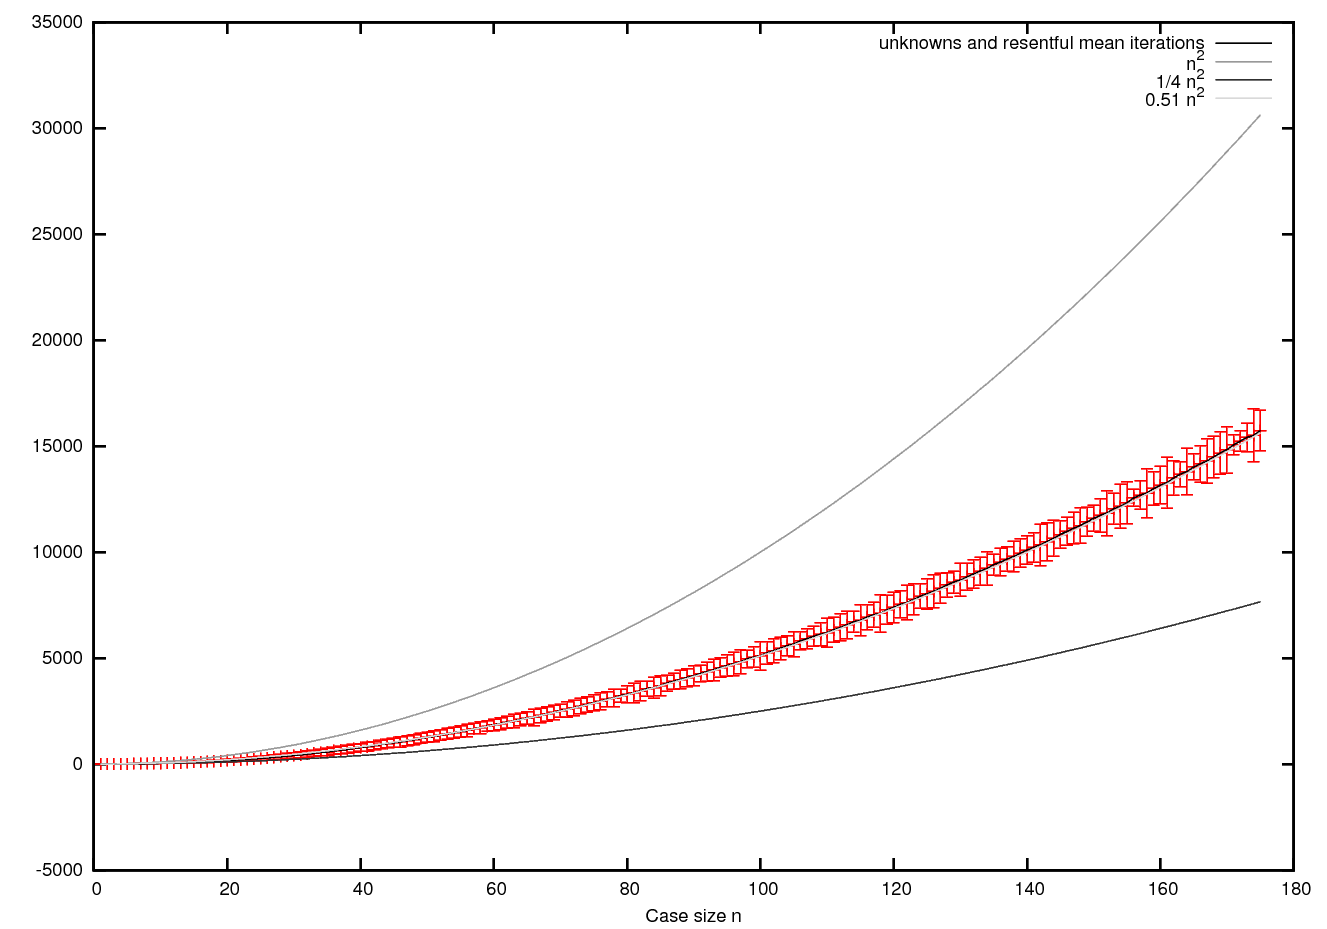 35000
30000
25000
20000
15000
10000
5000
0
-5000
unknowns and resentful mean iterations
n²
1/4 n²
0.51 n²
0 20 40 60 80 100 120 140 160 180
Case size n